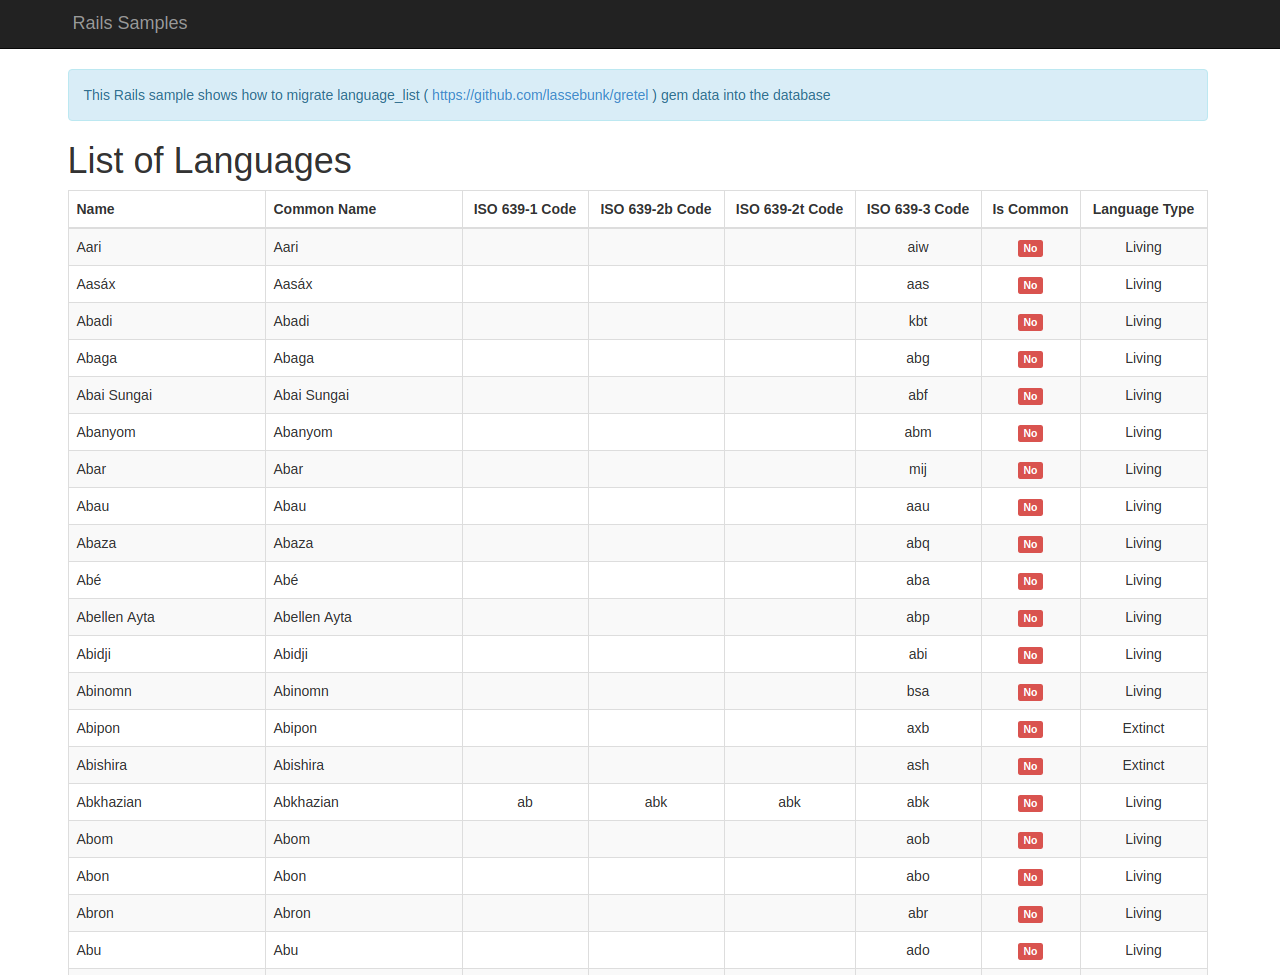 Rails Samples
This Rails sample shows how to migrate language_list ( https://github.com/lassebunk/gretel ) gem data into the database
List of Languages
Name Common Name ISO 639-1 Code ISO 639-2b Code ISO 639-2t Code ISO 639-3 Code Is Common Language Type
Aari Aari aiw No Living
Aasáx Aasáx aas No Living
Abadi Abadi kbt No Living
Abaga Abaga abg No Living
Abai Sungai Abai Sungai abf No Living
Abanyom Abanyom abm No Living
Abar Abar mij No Living
Abau Abau aau No Living
Abaza Abaza abq No Living
Abé Abé aba No Living
Abellen Ayta Abellen Ayta abp No Living
Abidji Abidji abi No Living
Abinomn Abinomn bsa No Living
Abipon Abipon axb No Extinct
Abishira Abishira ash No Extinct
Abkhazian Abkhazian ab abk abk abk No Living
Abom Abom aob No Living
Abon Abon abo No Living
Abron Abron abr No Living
Abu Abu ado No Living